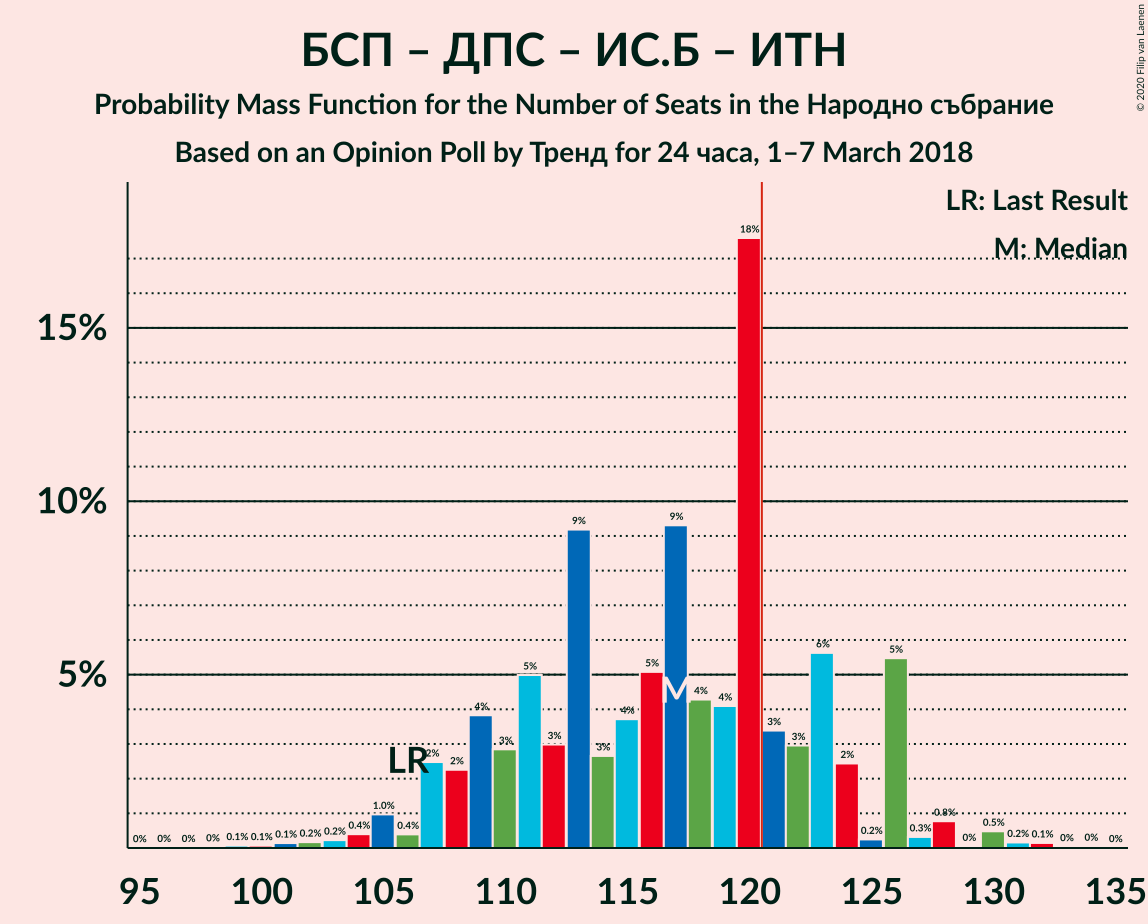 БСП – ДПС – ИС.Б – ИТН
Probability Mass Function for the Number of Seats in the Народно събрание
Based on an Opinion Poll by Тренд for 24 часа, 1–7 March 2018
© 2020 Filip van Laenen
LR: Last Result
M: Median
15%
10%
5%
0% 0% 0% 0% 0.1% 0.1% 0.1% 0.2% 0.2% 0.4% 1.0% 0.4% 2% 2% 4% 3% 5% 3% 9% 3% 4% 5% 9% 4% 4% 18% 3% 3% 6% 2% 0.2% 5% 0.3% 0.8% 0% 0.5% 0.2% 0.1% 0% 0% 0%
LR
M
95 100 105 110 115 120 125 130 135